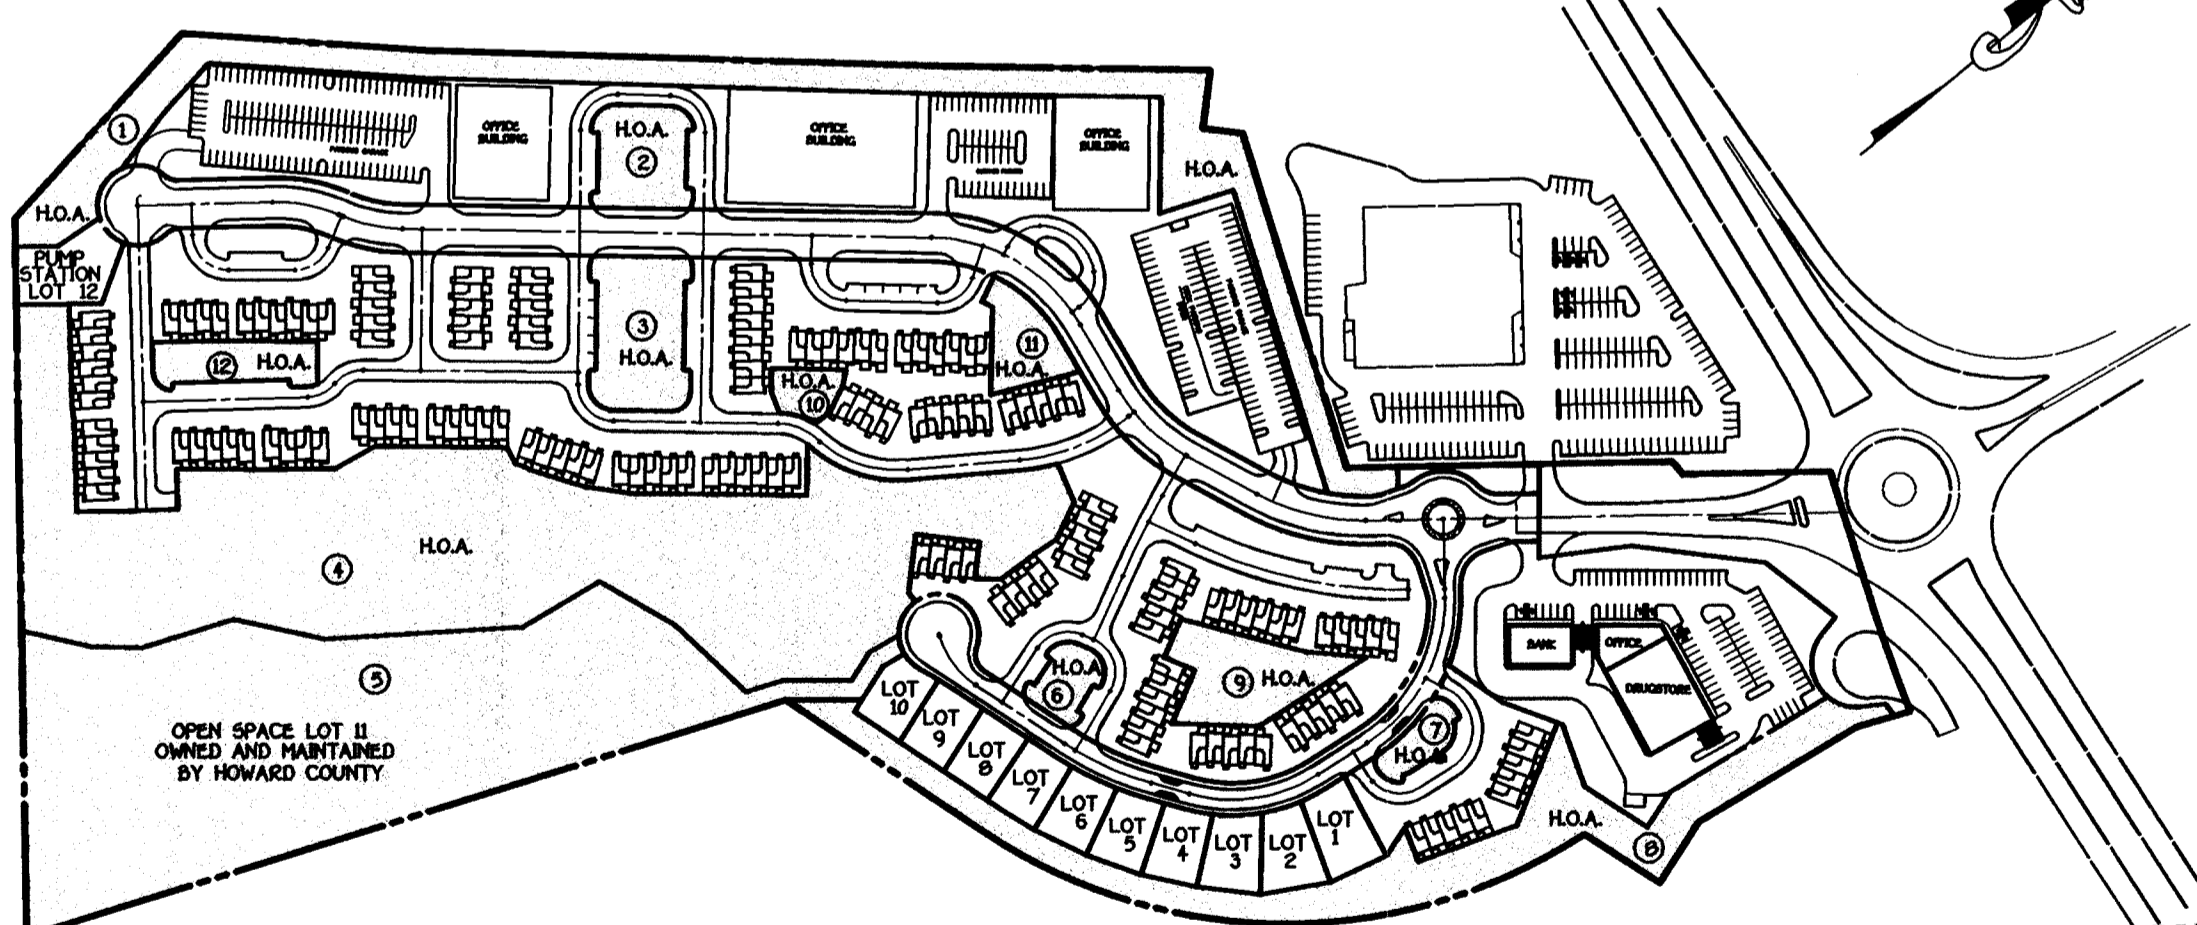 1
H.O.A.
PUMP
STATION
LOT 12
OFFICE
BUILDING
H.O.A.
2
OFFICE
BUILDING
OFFICE
BUILDING
H.O.A.
12
H.O.A.
3
H.O.A.
H.O.A.
10
11
H.O.A.
4
H.O.A.
5
OPEN SPACE LOT 11
OWNED AND MAINTAINED
BY HOWARD COUNTY
H.O.A.
6
9
H.O.A.
7
H.O.A.
BANK
OFFICE
DRUGSTORE
LOT
10
LOT
9
LOT
8
LOT
7
LOT
6
LOT
5
LOT
4
LOT
3
LOT
2
LOT
1
H.O.A.
8